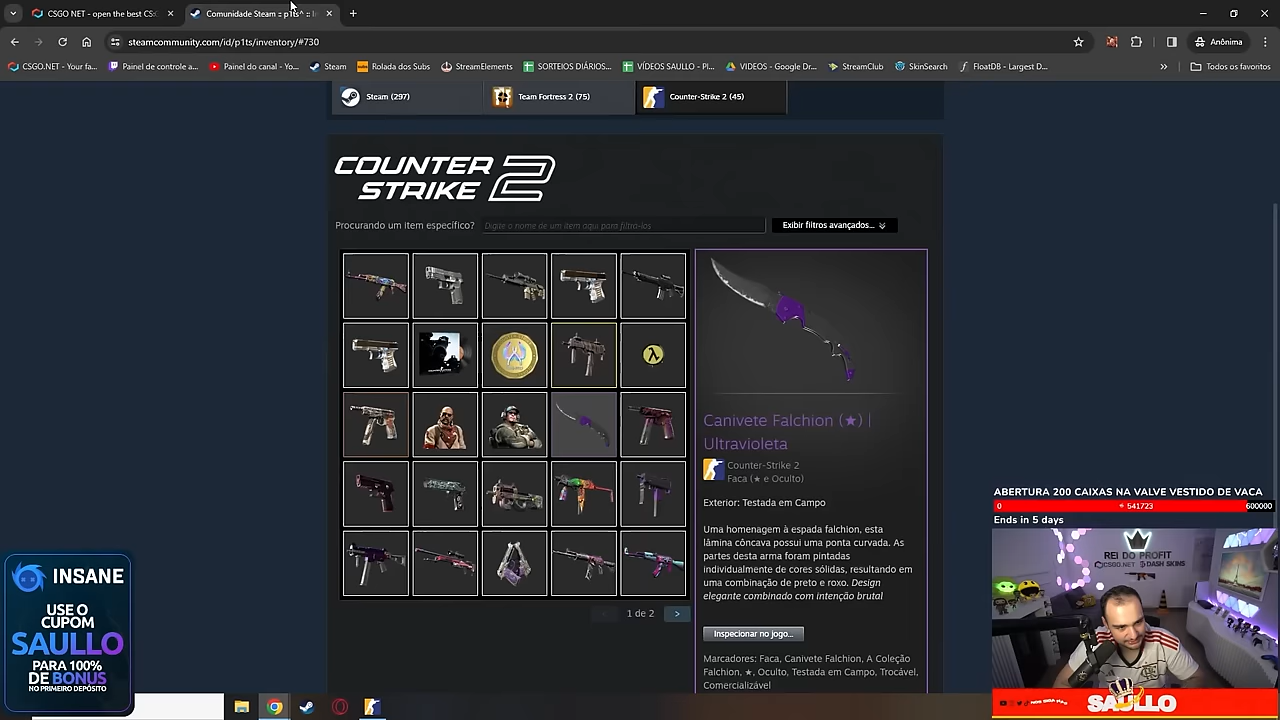 CSGO NET - open the best CS:
Comunidade Steam :: p1ts^ :: I
steamcommunity.com/id/p1ts/inventory/#730
Anônima
CSGO.NET - Your fa...
Painel de controle a...
Painel do canal - Yo...
Steam
Rolada dos Subs
StreamElements
SORTEIOS DIÁRIOS...
VÍDEOS SAULLO - Pl...
VIDEOS - Google Dr...
StreamClub
SkinSearch
FloatDB - Largest D...
Todos os favoritos
Steam (297)
Team Fortress 2 (75)
Counter-Strike 2 (45)
COUNTER
STRIKE 2
Procurando um item específico?
Digite o nome de um item aqui para filtrá-los
Exibir filtros avançados...
Canivete Falchion (★) |
Ultravioleta
Counter-Strike 2
Faca (★ e Oculto)
Exterior: Testada em Campo
Uma homenagem à espada falchion, esta
lâmina côncava possui uma ponta curvada. As
partes desta arma foram pintadas
individualmente de cores sólidas, resultando em
uma combinação de preto e roxo. Design
elegante combinado com intenção brutal
1 de 2
>
Inspecionar no jogo...
Marcadores: Faca, Canivete Falchion, A Coleção
Falchion, ★, Oculto, Testada em Campo, Trocável,
Comercializável
ABERTURA 200 CAIXAS NA VALVE VESTIDO DE VACA
0
541723
600000
Ends in 5 days
REI DO PROFIT
CSGO.NET
DASH SKINS
INSANE
USE O
CUPOM
SAULLO
PARA 100%
DE BONUS
NO PRIMEIRO DEPÓSITO
SAULLO